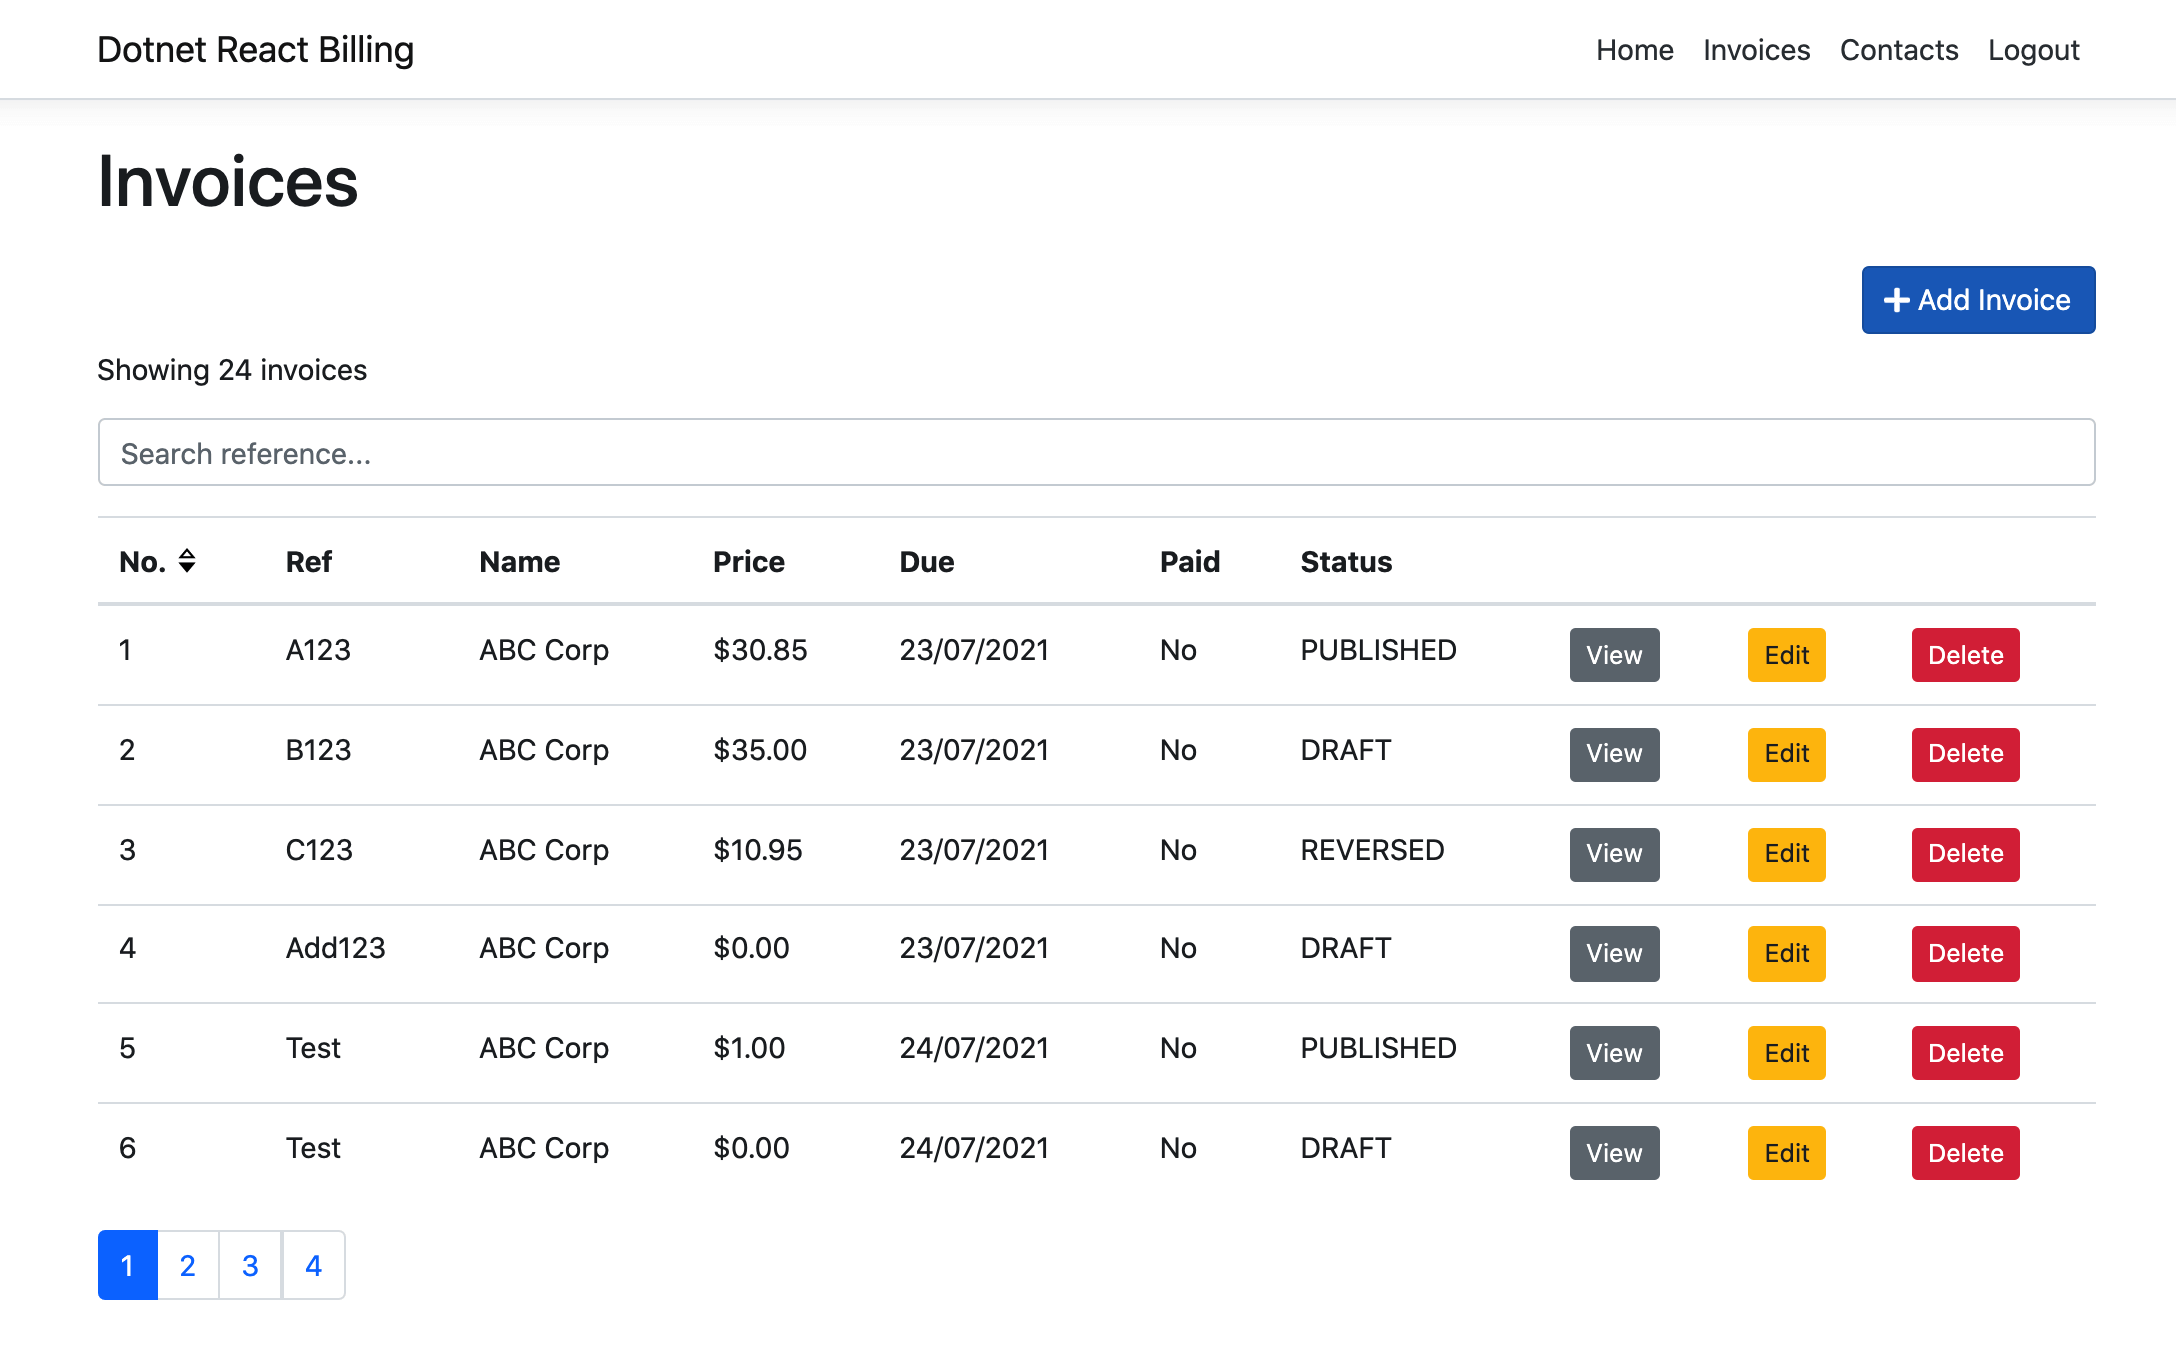 Dotnet React Billing Home Invoices Contacts Logout
Invoices
Add Invoice
Showing 24 invoices
Search reference...
No. Ref Name Price Due Paid Status
1 A123 ABC Corp $30.85 23/07/2021 No PUBLISHED View Edit Delete
2 B123 ABC Corp $35.00 23/07/2021 No DRAFT View Edit Delete
3 C123 ABC Corp $10.95 23/07/2021 No REVERSED View Edit Delete
4 Add123 ABC Corp $0.00 23/07/2021 No DRAFT View Edit Delete
5 Test ABC Corp $1.00 24/07/2021 No PUBLISHED View Edit Delete
6 Test ABC Corp $0.00 24/07/2021 No DRAFT View Edit Delete
1 2 3 4